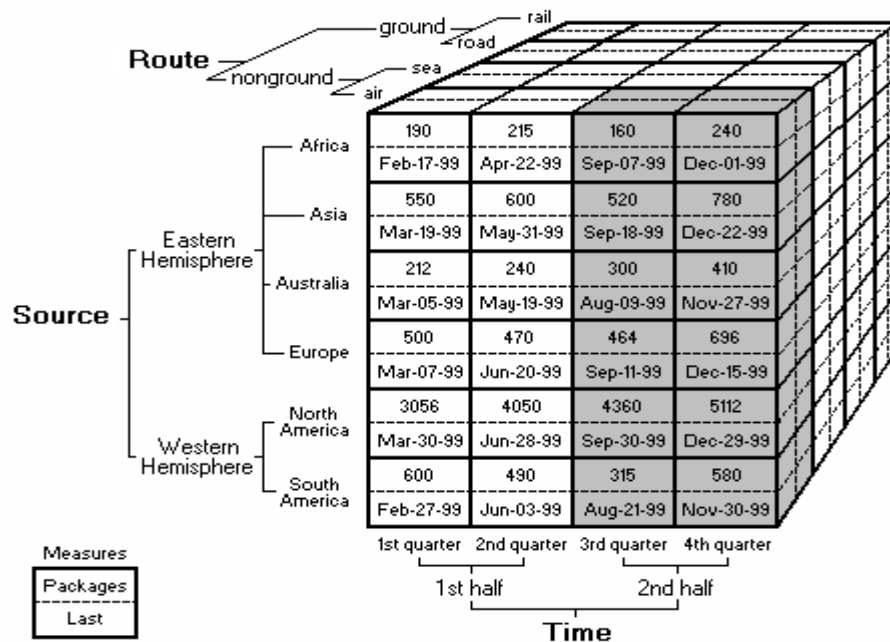 rail
ground
road
Route
sea
nonground
air
190 215 160 240
Africa
Feb-17-99 Apr-22-99 Sep-07-99 Dec-01-99
550 600 520 780
Asia
Mar-19-99 May-31-99 Sep-18-99 Dec-22-99
Eastern
Hemisphere
212 240 300 410
Australia
Mar-05-99 May-19-99 Aug-09-99 Nov-27-99
Source
500 470 464 696
Europe
Mar-07-99 Jun-20-99 Sep-11-99 Dec-15-99
3056 4050 4360 5112
North
America
Mar-30-99 Jun-28-99 Sep-30-99 Dec-29-99
Western
Hemisphere
600 490 315 580
South
America
Feb-27-99 Jun-03-99 Aug-21-99 Nov-30-99
1st quarter 2nd quarter 3rd quarter 4th quarter
Measures
Packages
Last
1st half 2nd half
Time